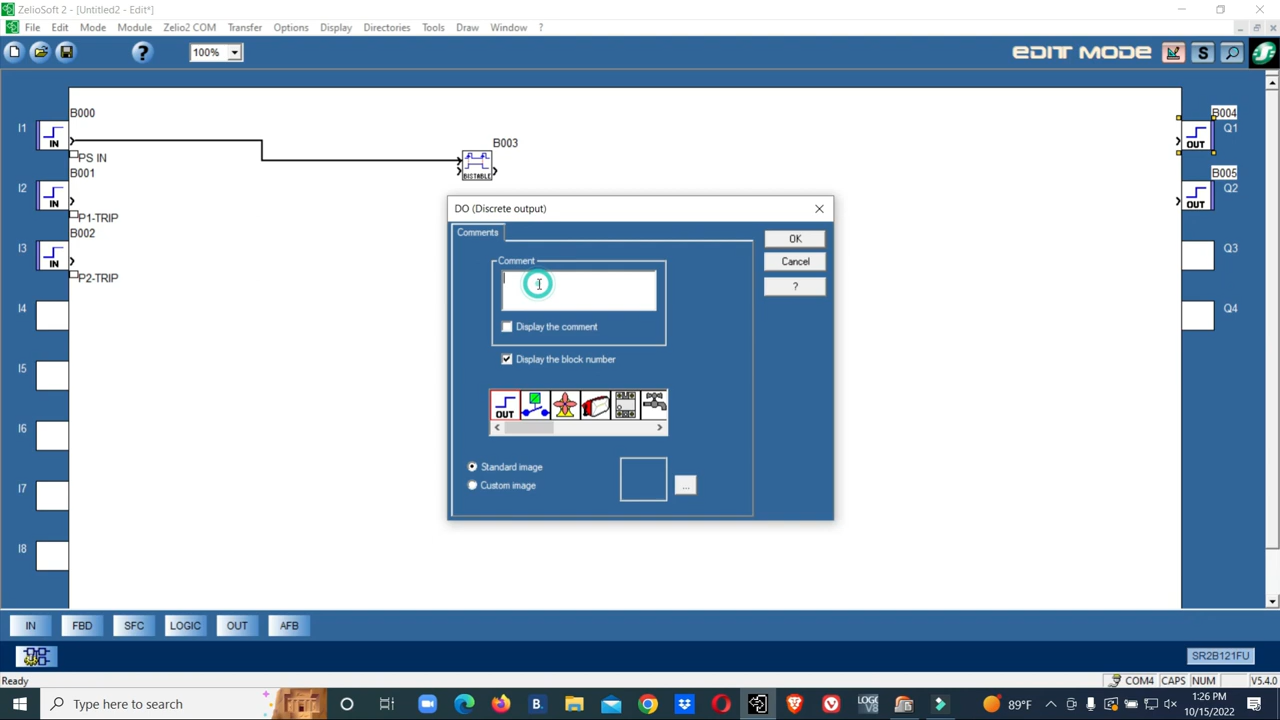 ZelioSoft 2 - [Untitled2 - Edit*]
File Edit Mode Module Zelio2 COM Transfer Options Display Directories Tools Draw Window ?
? 100% EDIT MODE S
B000
I1 IN PS IN
B001
I2 IN P1-TRIP
B002
I3 IN P2-TRIP
I4
I5
I6
I7
I8
B003
BISTABLE
B004
OUT Q1
B005
OUT Q2
Q3
Q4
DO (Discrete output)
Comments
OK
Cancel
?
Comment
Display the comment
Display the block number
OUT
Standard image
Custom image
...
IN FBD SFC LOGIC OUT AFB
SR2B121FU
Ready COM4 CAPS NUM V5.4.0
Type here to search
89°F
1:26 PM
10/15/2022